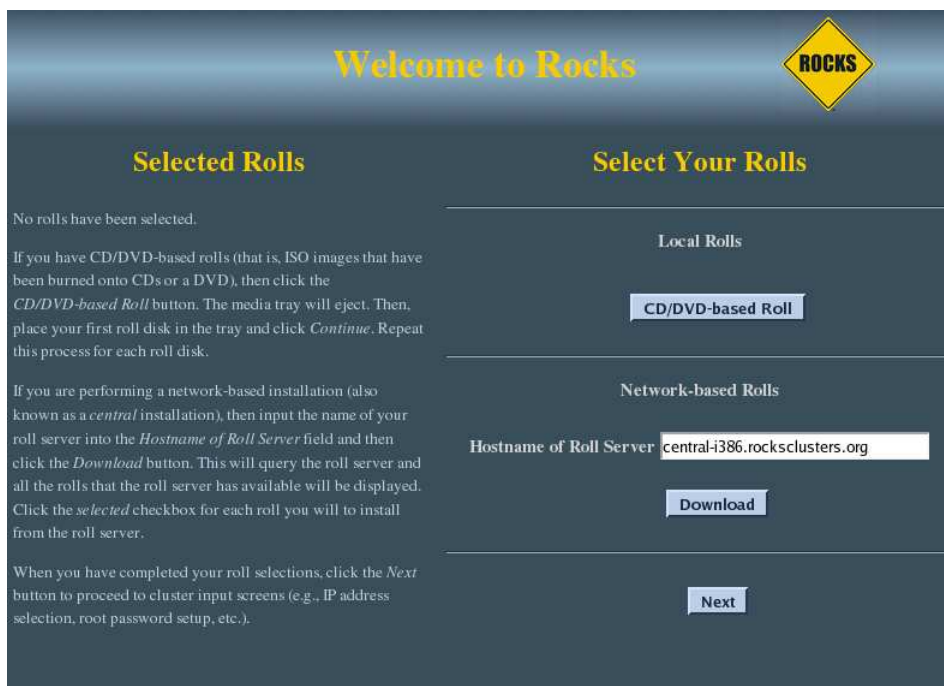 Welcome to Rocks
ROCKS
Selected Rolls
No rolls have been selected.
If you have CD/DVD-based rolls (that is, ISO images that have
been burned onto CDs or a DVD), then click the
CD/DVD-based Roll button. The media tray will eject. Then,
place your first roll disk in the tray and click Continue. Repeat
this process for each roll disk.
If you are performing a network-based installation (also
known as a central installation), then input the name of your
roll server into the Hostname of Roll Server field and then
click the Download button. This will query the roll server and
all the rolls that the roll server has available will be displayed.
Click the selected checkbox for each roll you will to install
from the roll server.
When you have completed your roll selections, click the Next
button to proceed to cluster input screens (e.g., IP address
selection, root password setup, etc.).
Select Your Rolls
Local Rolls
CD/DVD-based Roll
Network-based Rolls
Hostname of Roll Server central-i386.rocksclusters.org
Download
Next